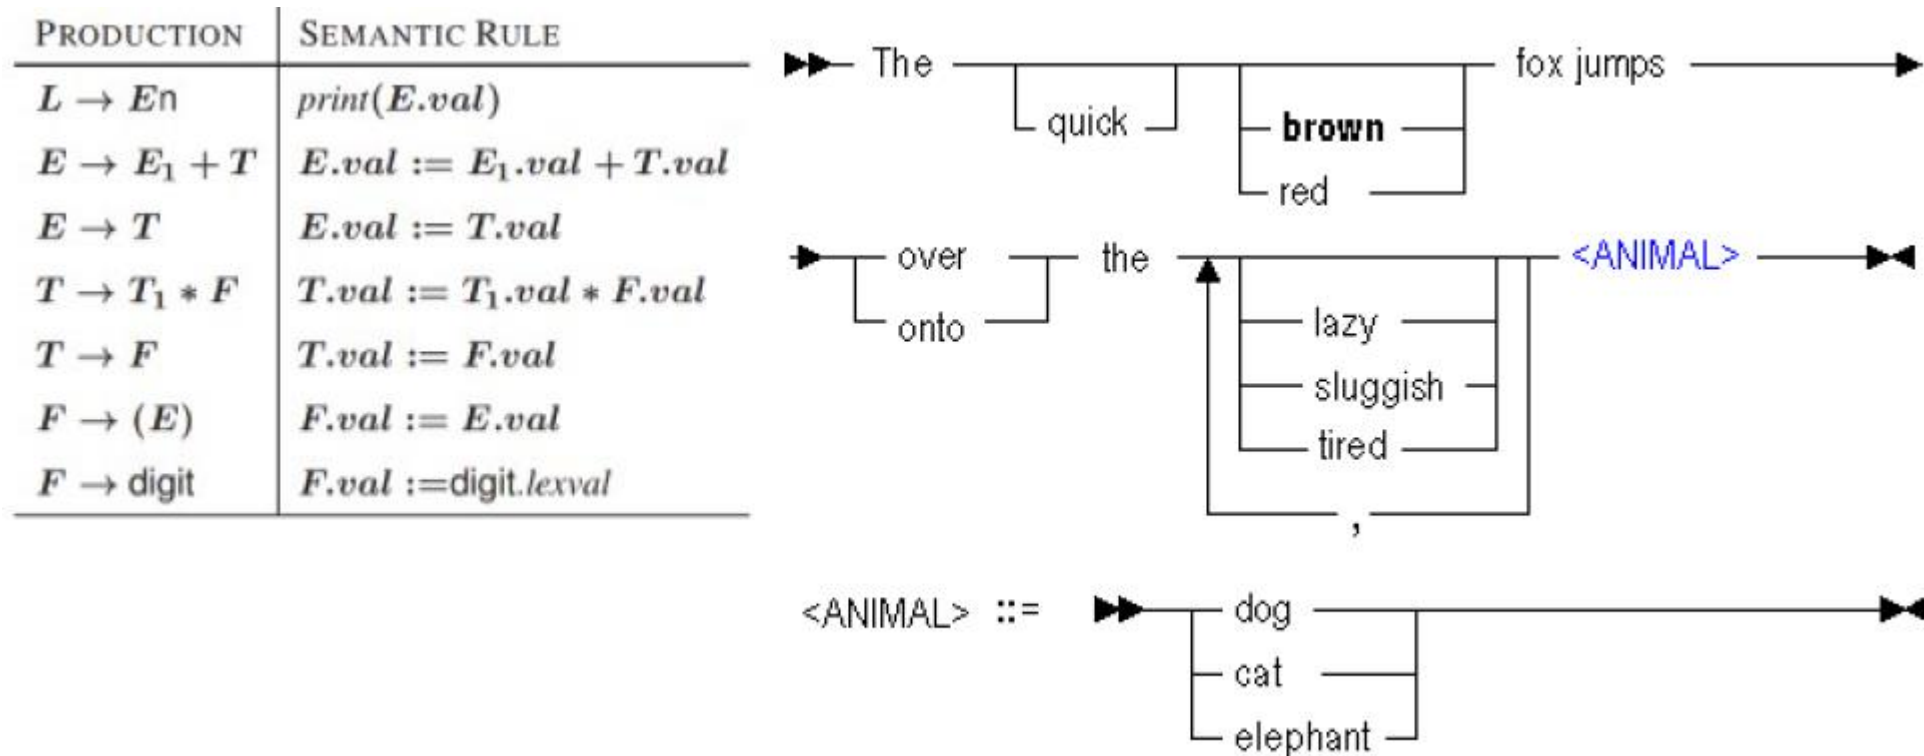 PRODUCTION SEMANTIC RULE
L → En print(E.val)
E → E₁ + T E.val := E₁.val + T.val
E → T E.val := T.val
T → T₁ * F T.val := T₁.val * F.val
T → F T.val := F.val
F → (E) F.val := E.val
F → digit F.val :=digit.lexval
The fox jumps
quick brown
red
over the <ANIMAL>
onto lazy
sluggish
tired
,
<ANIMAL> ::= dog
cat
elephant